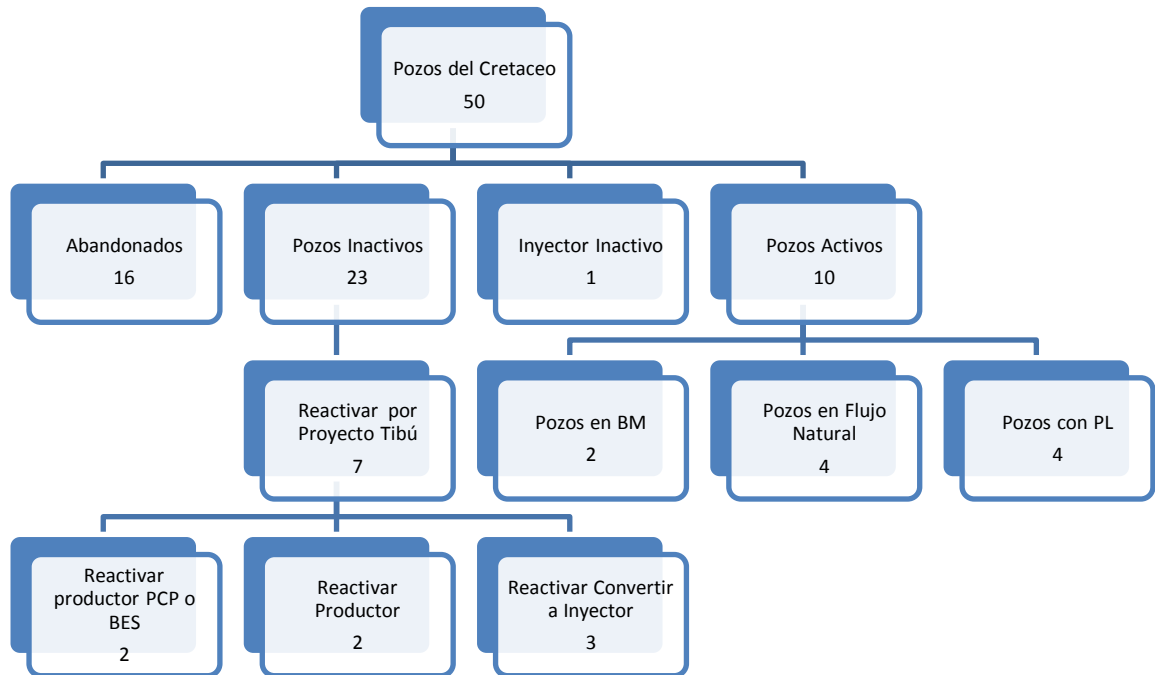 Pozos del Cretaceo
50
Abandonados
16
Pozos Inactivos
23
Inyector Inactivo
1
Pozos Activos
10
Reactivar por
Proyecto Tibú
7
Pozos en BM
2
Pozos en Flujo
Natural
4
Pozos con PL
4
Reactivar
productor PCP o
BES
2
Reactivar
Productor
2
Reactivar Convertir
a Inyector
3